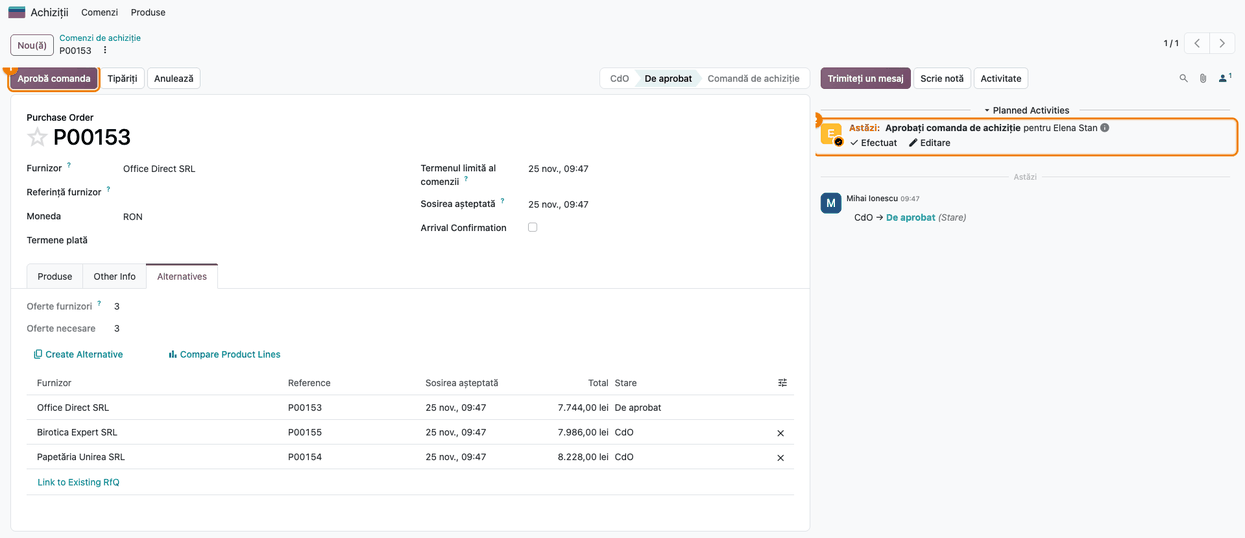 Achiziții Comenzi Produse
Nou(ă) Comenzi de achiziție
P00153
1 / 1
Aprobă comanda Tipăriți Anulează CdO De aprobat Comandă de achiziție Trimiteți un mesaj Scrie notă Activitate 1
Purchase Order
P00153
Furnizor ? Office Direct SRL
Referință furnizor ?
Moneda RON
Termene plată
Termenul limită al comenzii ? 25 nov., 09:47
Sosirea așteptată ? 25 nov., 09:47
Arrival Confirmation
Produse Other Info Alternatives
Oferte furnizori ? 3
Oferte necesare 3
Create Alternative Compare Product Lines
Furnizor Reference Sosirea așteptată Total Stare
Office Direct SRL P00153 25 nov., 09:47 7.744,00 lei De aprobat
Birotica Expert SRL P00155 25 nov., 09:47 7.986,00 lei CdO
Papetăria Unirea SRL P00154 25 nov., 09:47 8.228,00 lei CdO
Link to Existing RfQ
Planned Activities
E Astăzi: Aprobați comanda de achiziție pentru Elena Stan
Efectuat Editare
Astăzi
M Mihai Ionescu 09:47
CdO → De aprobat (Stare)